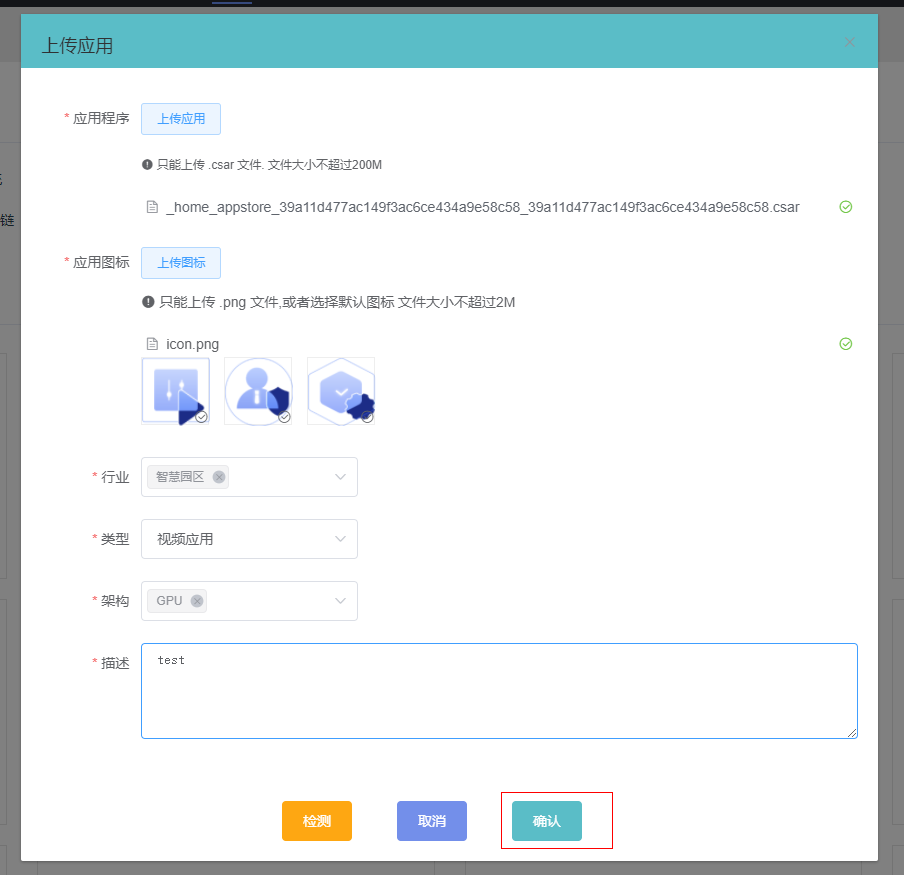 上传应用
* 应用程序 上传应用
只能上传 .csar 文件. 文件大小不超过200M
_home_appstore_39a11d477ac149f3ac6ce434a9e58c58_39a11d477ac149f3ac6ce434a9e58c58.csar
* 应用图标 上传图标
只能上传 .png 文件,或者选择默认图标 文件大小不超过2M
链
icon.png
* 行业 智慧园区
* 类型 视频应用
* 架构 GPU
* 描述 test
检测 取消 确认